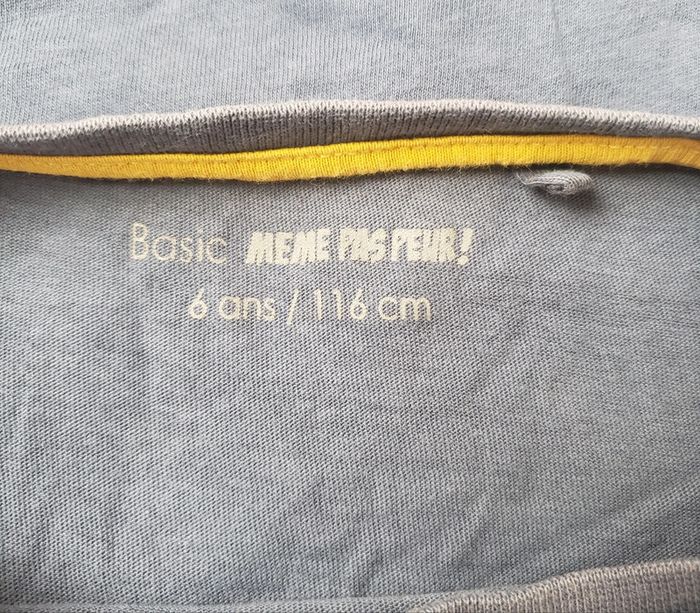 Basic MEME PAS PEUR!
6 ans / 116 cm